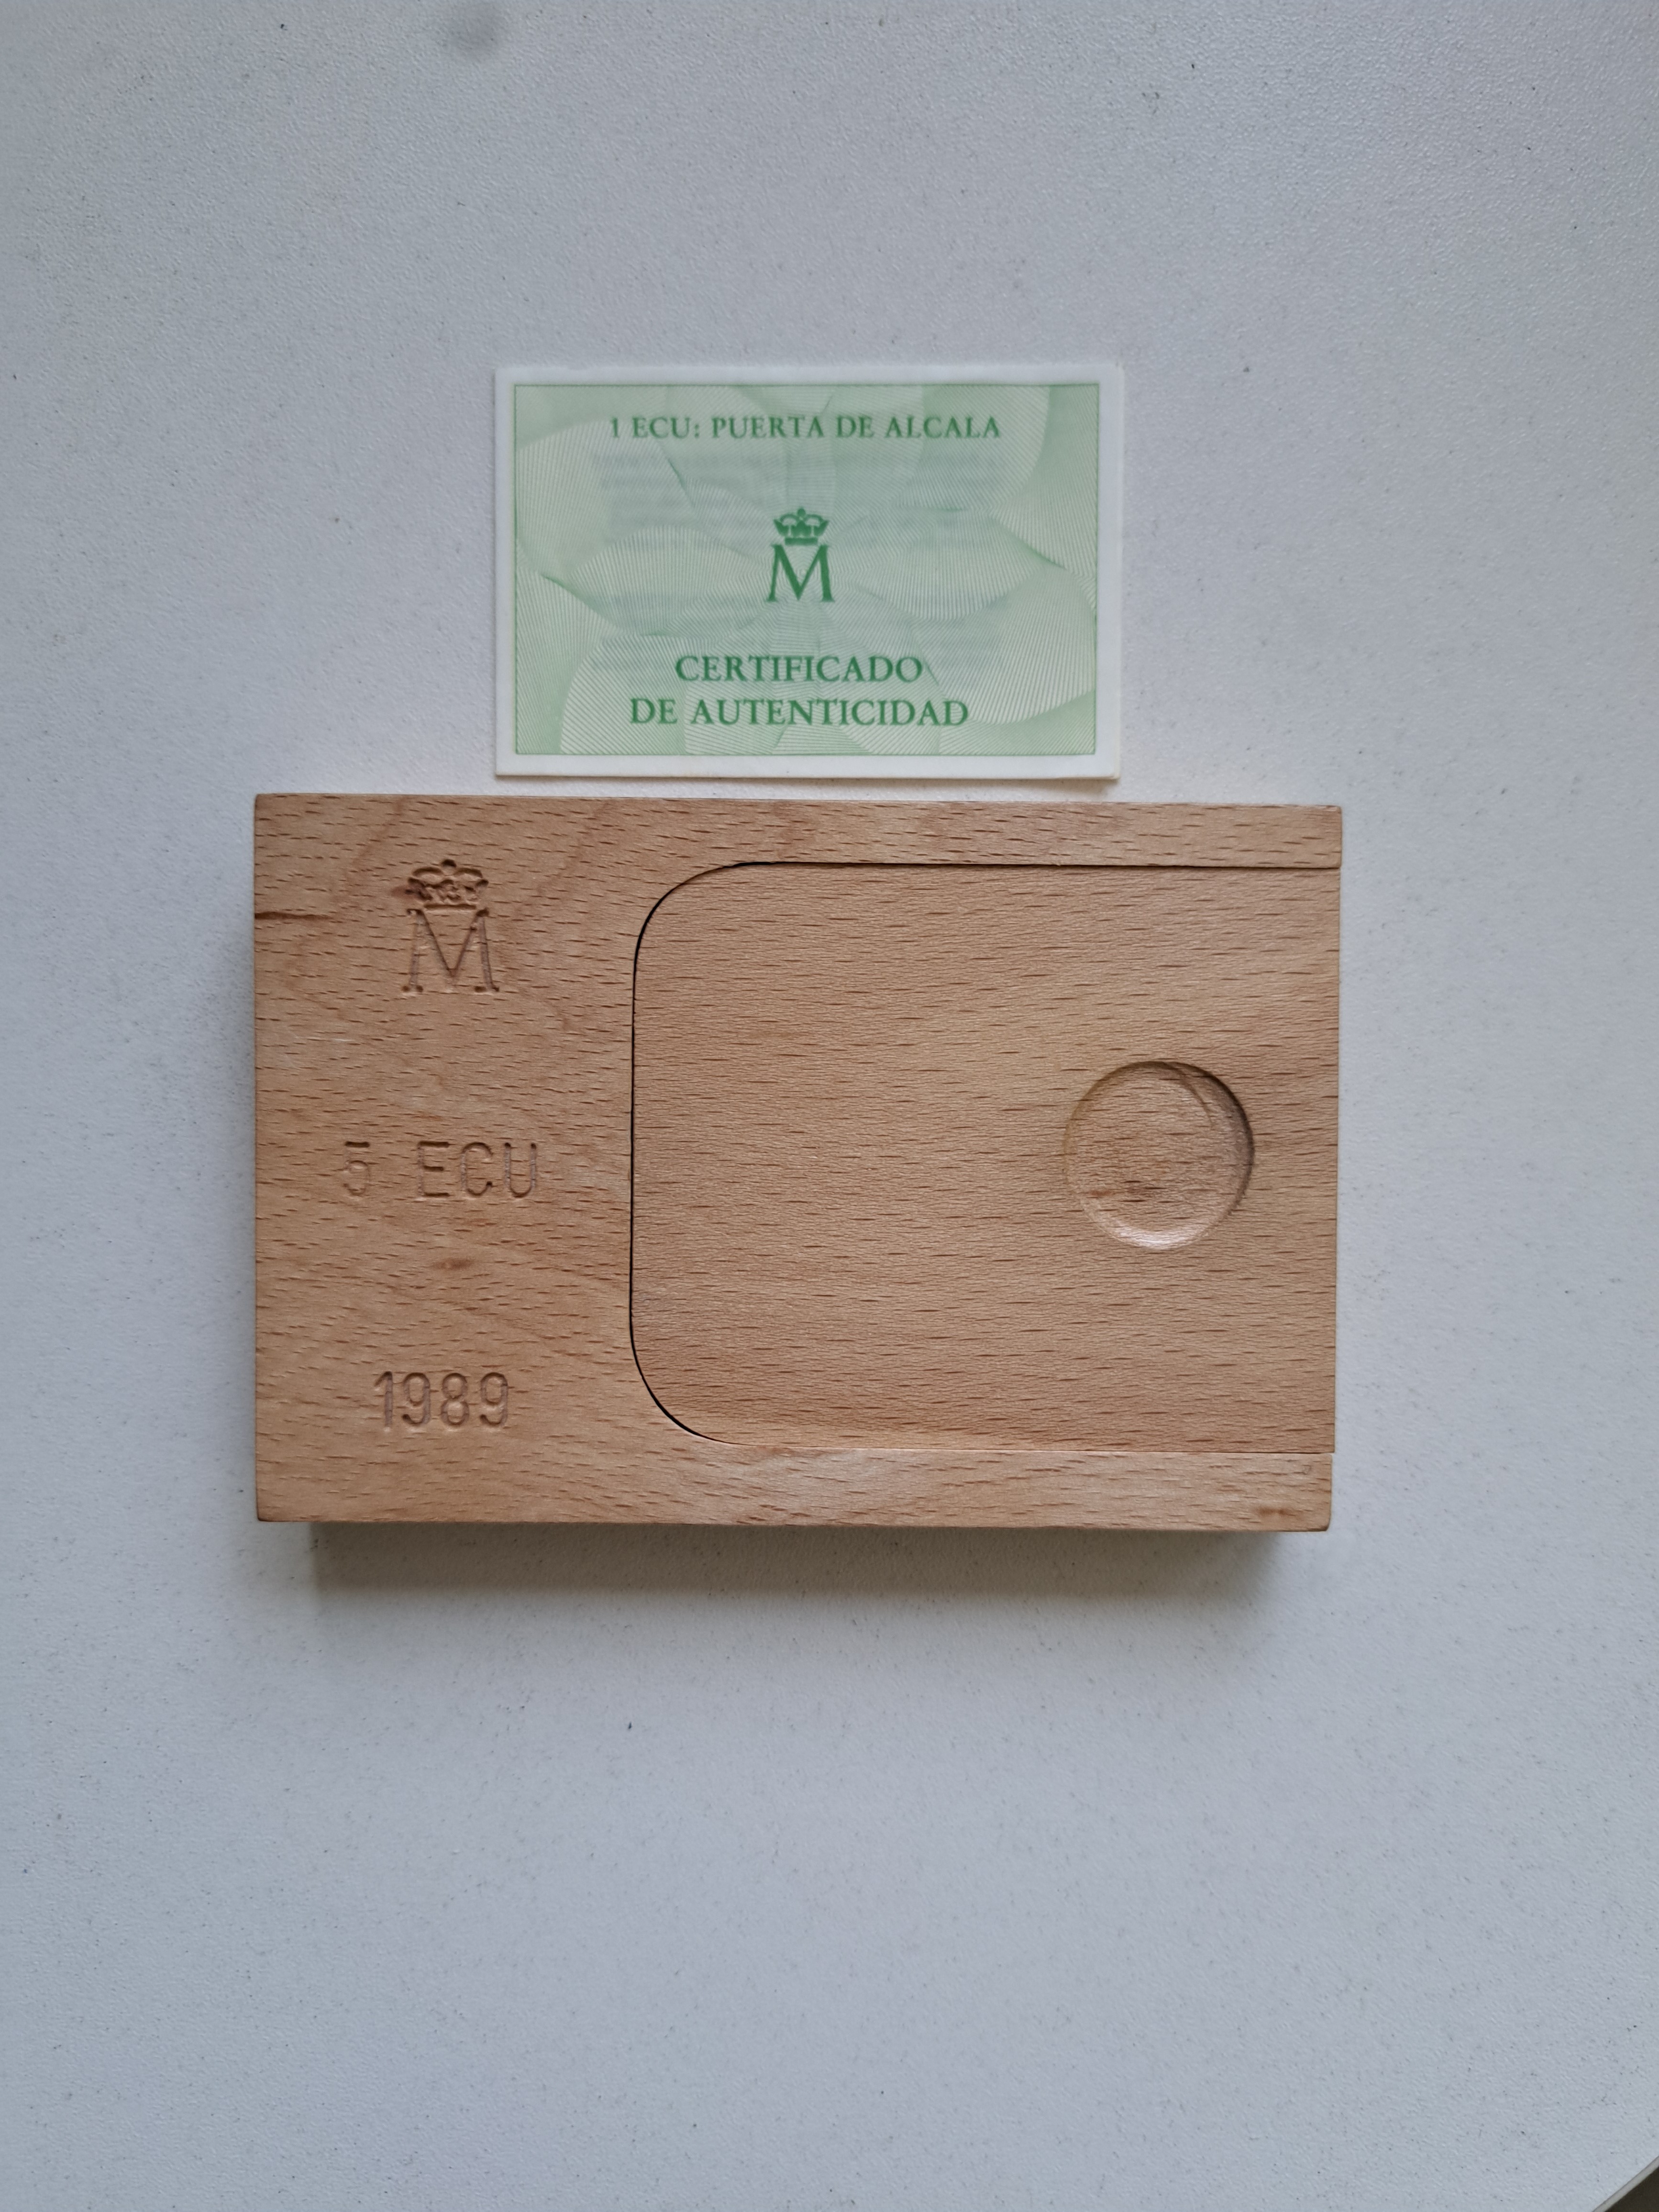 1 ECU: PUERTA DE ALCALA
M
CERTIFICADO
DE AUTENTICIDAD
M
5 ECU
1989